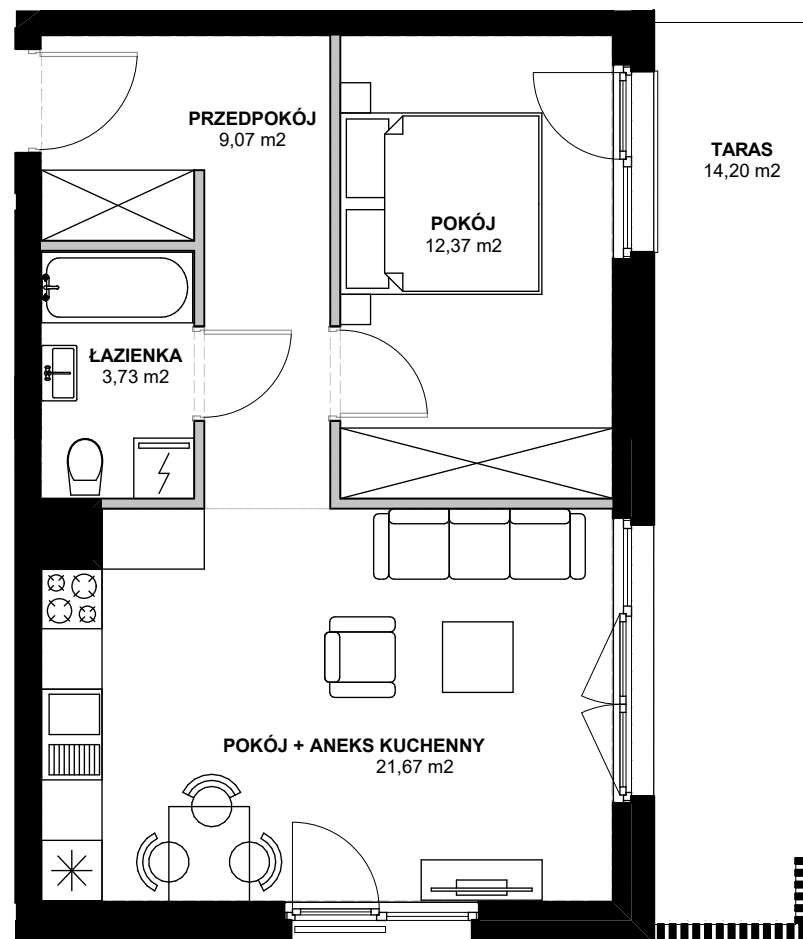 PRZEDPOKÓJ
9,07 m2
TARAS
14,20 m2
POKÓJ
12,37 m2
ŁAZIENKA
3,73 m2
POKÓJ + ANEKS KUCHENNY
21,67 m2